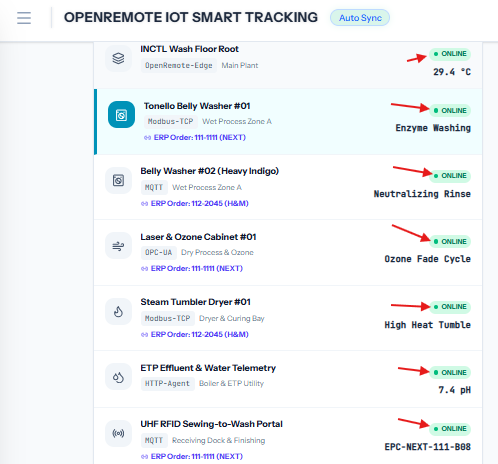 OPENREMOTE IOT SMART TRACKING
Auto Sync
INCTL Wash Floor Root
ONLINE
OpenRemote-Edge Main Plant
29.4 °C
Tonello Belly Washer #01
ONLINE
Modbus-TCP Wet Process Zone A
Enzyme Washing
ERP Order: 111-1111 (NEXT)
Belly Washer #02 (Heavy Indigo)
ONLINE
MQTT Wet Process Zone A
Neutralizing Rinse
ERP Order: 112-2045 (H&M)
Laser & Ozone Cabinet #01
ONLINE
OPC-UA Dry Process & Ozone
Ozone Fade Cycle
ERP Order: 111-1111 (NEXT)
Steam Tumbler Dryer #01
ONLINE
Modbus-TCP Dryer & Curing Bay
High Heat Tumble
ERP Order: 112-2045 (H&M)
ETP Effluent & Water Telemetry
ONLINE
HTTP-Agent Boiler & ETP Utility
7.4 pH
UHF RFID Sewing-to-Wash Portal
ONLINE
MQTT Receiving Dock & Finishing
EPC-NEXT-111-B08
ERP Order: 111-1111 (NEXT)